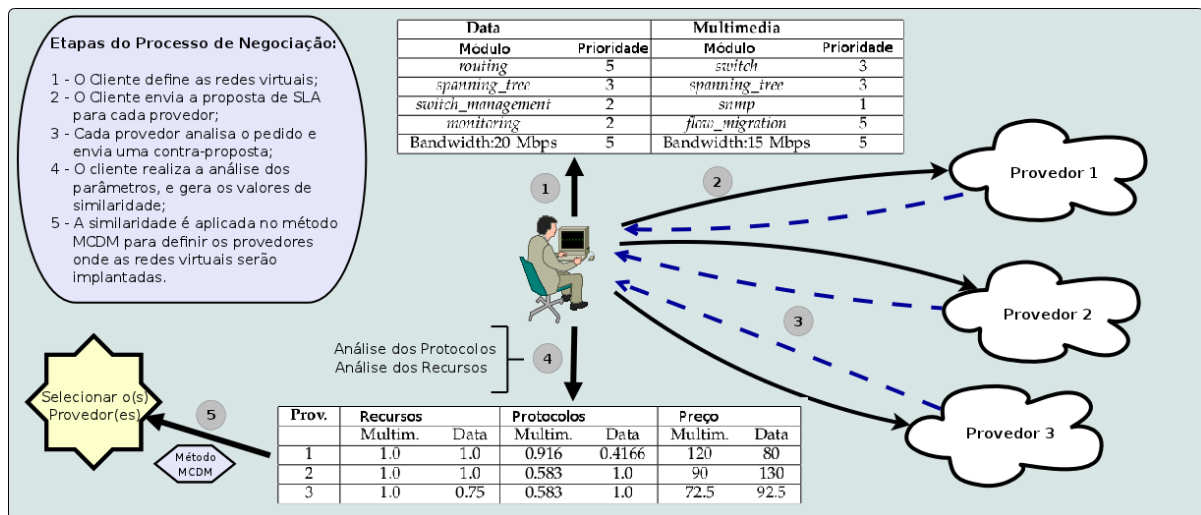 Etapas do Processo de Negociação:
1 - O Cliente define as redes virtuais;
2 - O Cliente envia a proposta de SLA
para cada provedor;
3 - Cada provedor analisa o pedido e
envia uma contra-proposta;
4 - O cliente realiza a análise dos
parâmetros, e gera os valores de
similaridade;
5 - A similaridade é aplicada no método
MCDM para definir os provedores
onde as redes virtuais serão
implantadas.
Data Multimedia
Módulo Prioridade Módulo Prioridade
routing 5 switch 3
spanning_tree 3 spanning_tree 3
switch_management 2 snmp 1
monitoring 2 flow_migration 5
Bandwidth:20 Mbps 5 Bandwidth:15 Mbps 5
1
2
Provedor 1
Provedor 2
3
Provedor 3
Análise dos Protocolos
Análise dos Recursos
4
Selecionar o(s)
Provedor(es)
5
Método
MCDM
Prov. Recursos Protocolos Preço
Multim. Data Multim. Data Multim. Data
1 1.0 1.0 0.916 0.4166 120 80
2 1.0 1.0 0.583 1.0 90 130
3 1.0 0.75 0.583 1.0 72.5 92.5